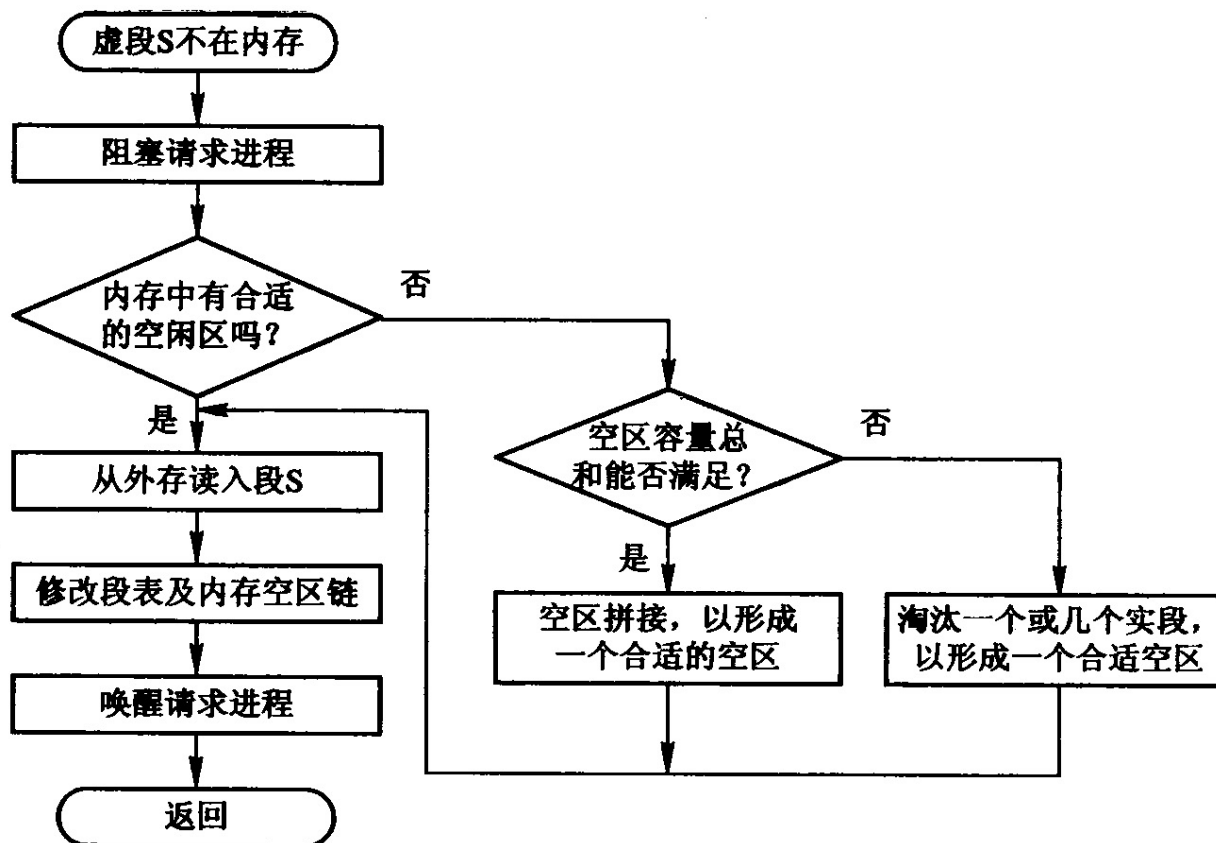 虚段S不在内存
阻塞请求进程
内存中有合适
的空闲区吗?
否
是
从外存读入段S
修改段表及内存空区链
唤醒请求进程
返回
空区容量总
和能否满足?
否
是
空区拼接，以形成
一个合适的空区
淘汰一个或几个实段，
以形成一个合适空区